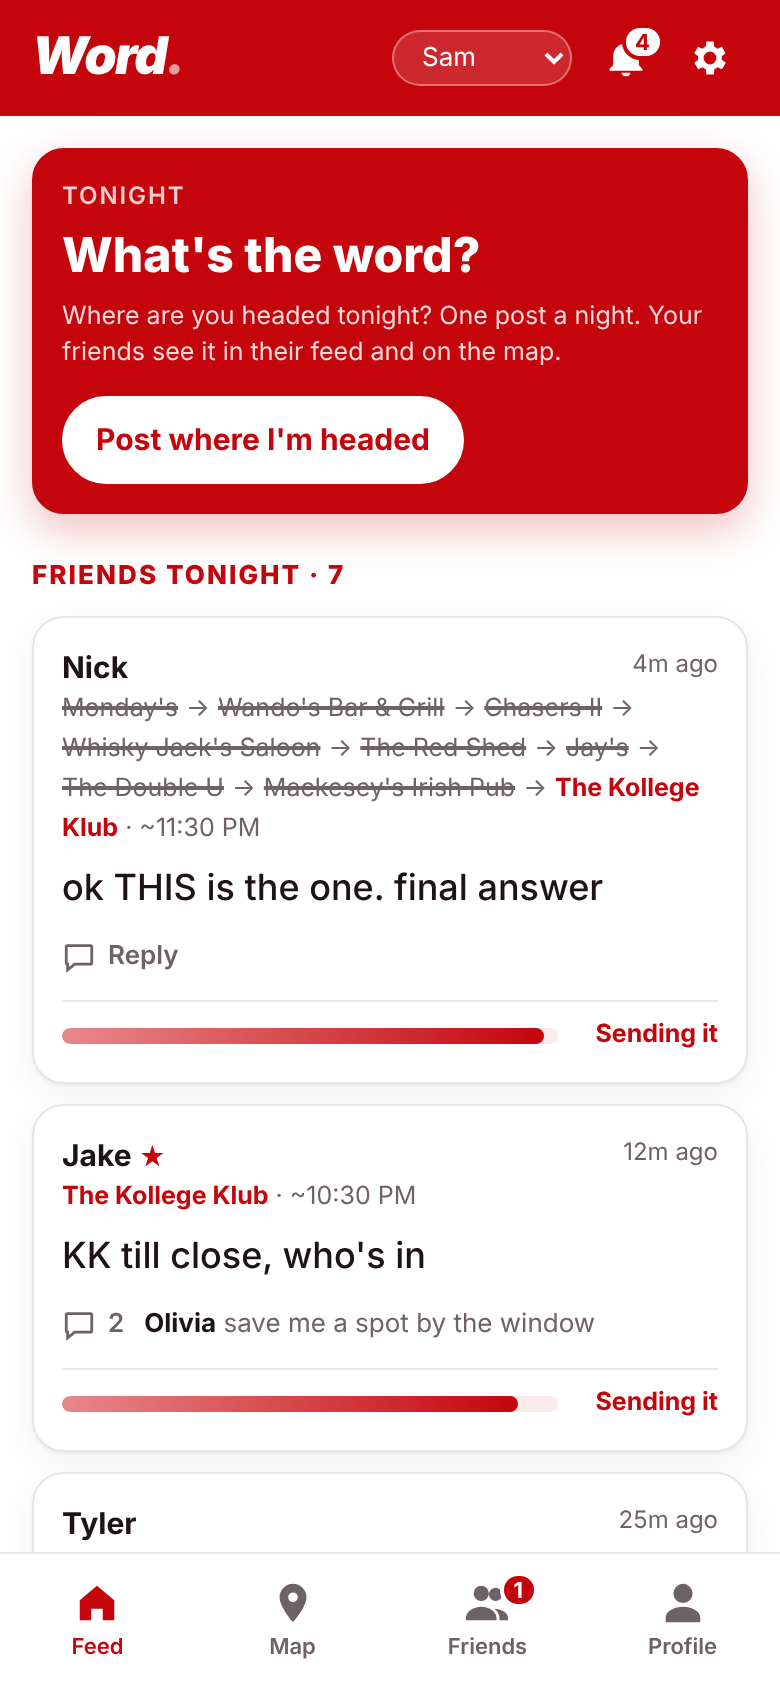 Word.
Sam
4
TONIGHT
What's the word?
Where are you headed tonight? One post a night. Your
friends see it in their feed and on the map.
Post where I'm headed
FRIENDS TONIGHT · 7
Nick
4m ago
Monday's → Wando's Bar & Grill → Chasers II →
Whisky Jack's Saloon → The Red Shed → Jay's →
The Double U → Mackesey's Irish Pub → The Kollege
Klub · ~11:30 PM
ok THIS is the one. final answer
Reply
Sending it
Jake ★
12m ago
The Kollege Klub · ~10:30 PM
KK till close, who's in
2 Olivia save me a spot by the window
Sending it
Tyler
25m ago
1
Feed
Map
Friends
Profile